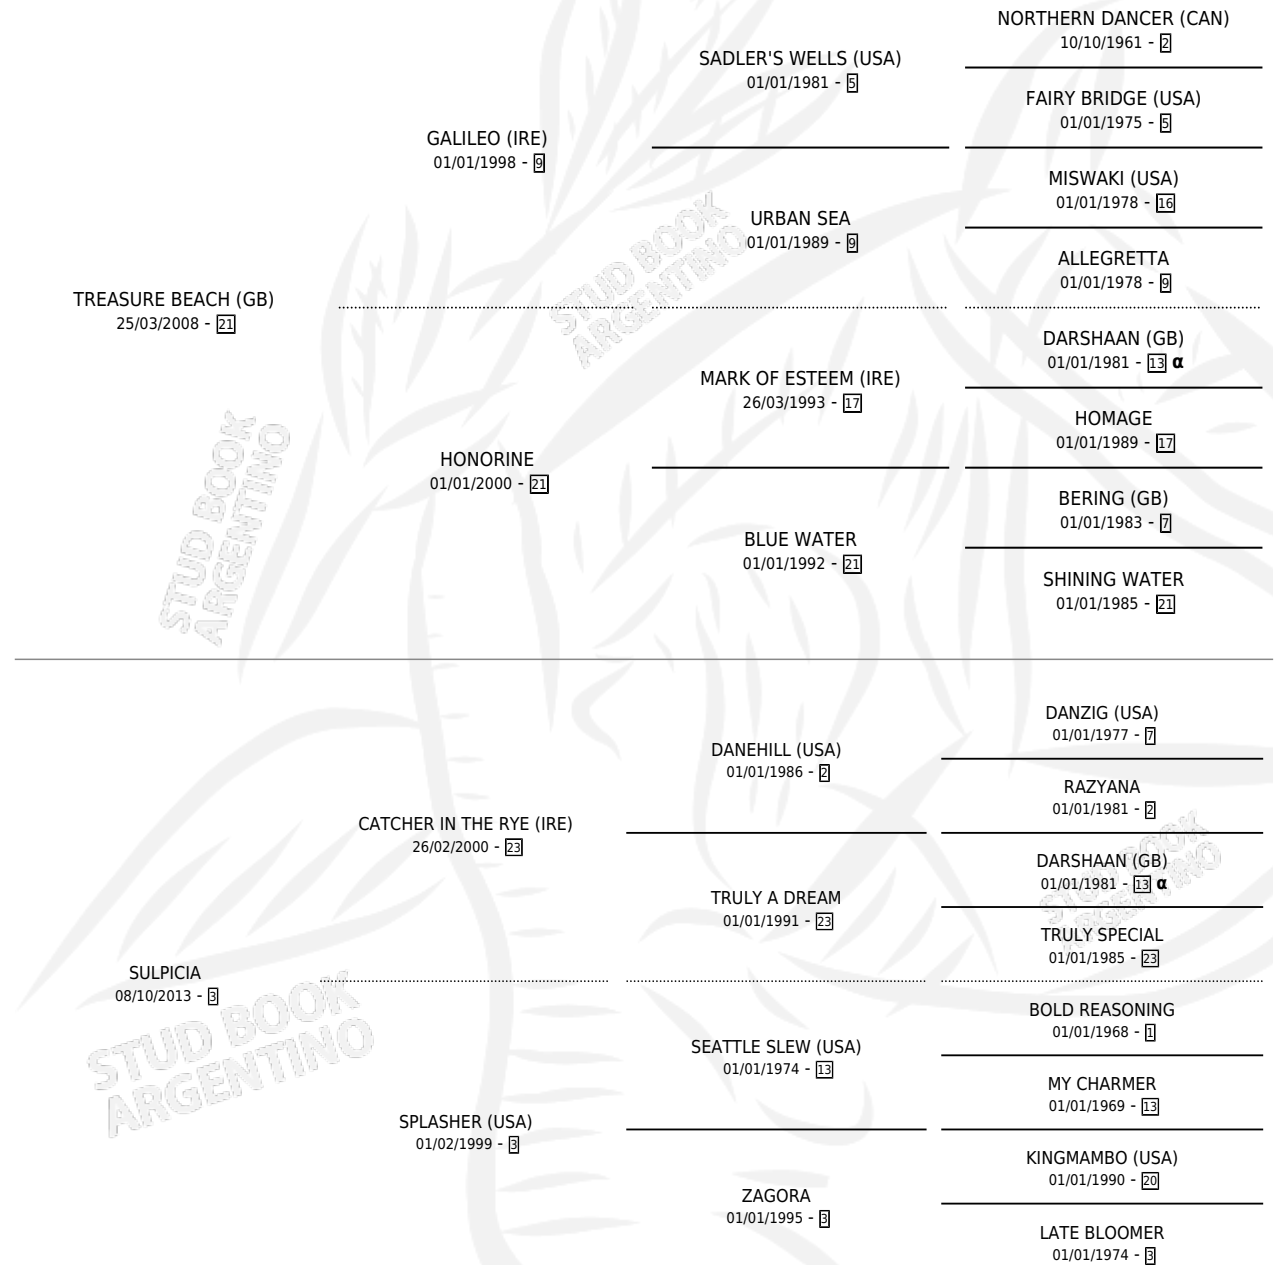 TREASURE BEACH (GB)
25/03/2008 - 21
GALILEO (IRE)
01/01/1998 - 9
SADLER'S WELLS (USA)
01/01/1981 - 5
NORTHERN DANCER (CAN)
10/10/1961 - 2
FAIRY BRIDGE (USA)
01/01/1975 - 5
URBAN SEA
01/01/1989 - 9
MISWAKI (USA)
01/01/1978 - 16
ALLEGRETTA
01/01/1978 - 9
HONORINE
01/01/2000 - 21
MARK OF ESTEEM (IRE)
26/03/1993 - 17
DARSHAAN (GB)
01/01/1981 - 13 α
HOMAGE
01/01/1989 - 17
BLUE WATER
01/01/1992 - 21
BERING (GB)
01/01/1983 - 7
SHINING WATER
01/01/1985 - 21
SULPICIA
08/10/2013 - 3
CATCHER IN THE RYE (IRE)
26/02/2000 - 23
DANEHILL (USA)
01/01/1986 - 2
DANZIG (USA)
01/01/1977 - 7
RAZYANA
01/01/1981 - 2
TRULY A DREAM
01/01/1991 - 23
DARSHAAN (GB)
01/01/1981 - 13 α
TRULY SPECIAL
01/01/1985 - 23
SPLASHER (USA)
01/02/1999 - 3
SEATTLE SLEW (USA)
01/01/1974 - 13
BOLD REASONING
01/01/1968 - 1
MY CHARMER
01/01/1969 - 13
ZAGORA
01/01/1995 - 3
KINGMAMBO (USA)
01/01/1990 - 20
LATE BLOOMER
01/01/1974 - 3
STUD BOOK
ARGENTINO
STUD BOOK
ARGENTINO
STUD BOOK
ARGENTINO
STUD BOOK
ARGENTINO